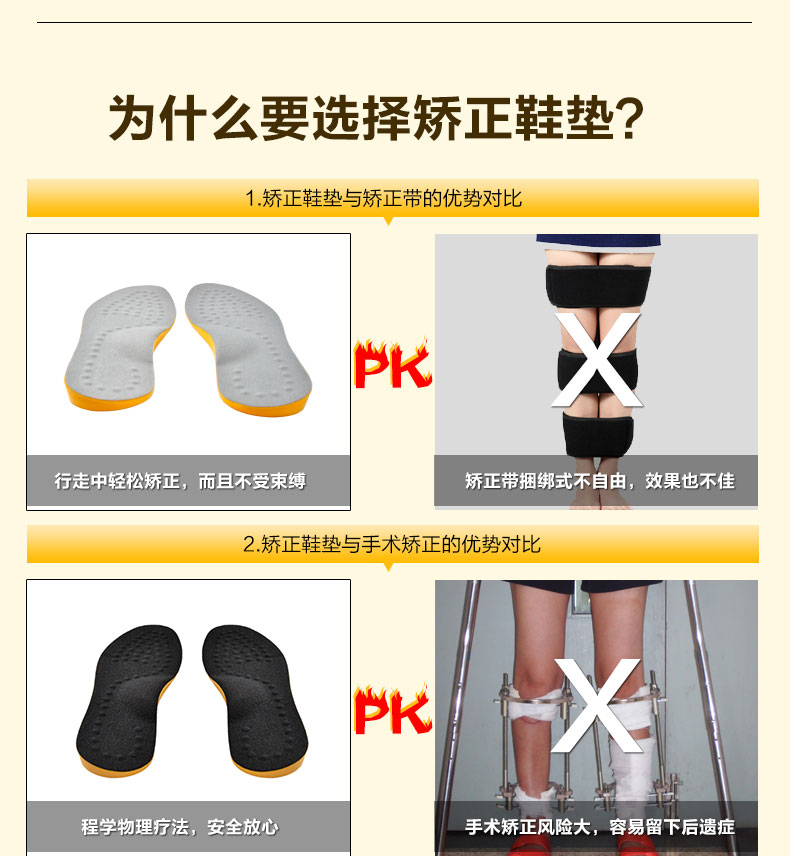 为什么要选择矫正鞋垫？
1.矫正鞋垫与矫正带的优势对比
PK
行走中轻松矫正，而且不受束缚
矫正带捆绑式不自由，效果也不佳
2.矫正鞋垫与手术矫正的优势对比
PK
程学物理疗法，安全放心
手术矫正风险大，容易留下后遗症